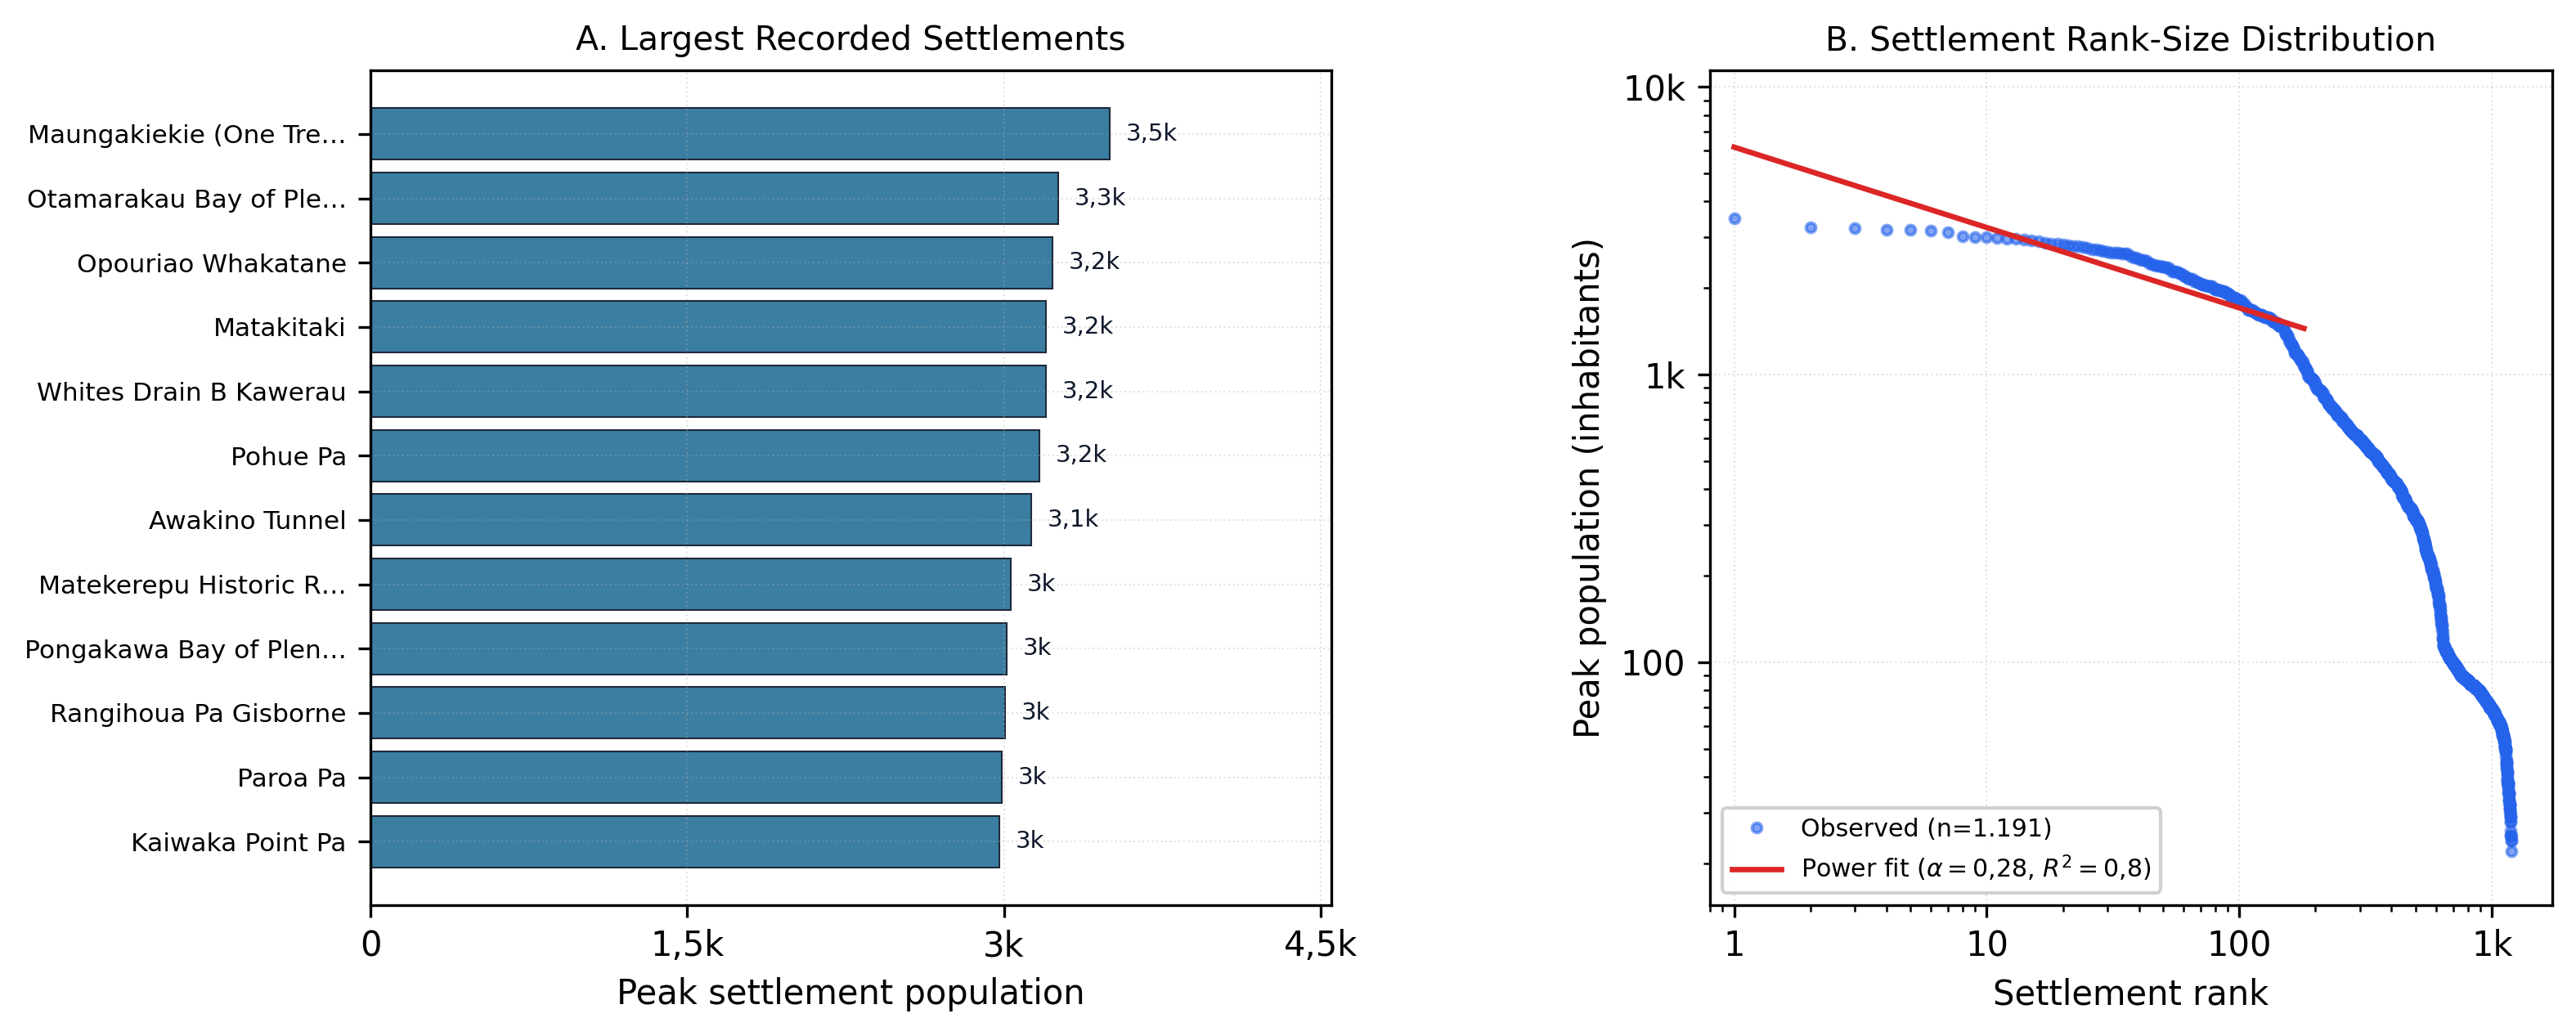 A. Largest Recorded Settlements
Maungakiekie (One Tre...
3,5k
Otamarakau Bay of Ple...
3,3k
Opouriao Whakatane
3,2k
Matakitaki
3,2k
Whites Drain B Kawerau
3,2k
Pohue Pa
3,2k
Awakino Tunnel
3,1k
Matekerepu Historic R...
3k
Pongakawa Bay of Plen...
3k
Rangihoua Pa Gisborne
3k
Paroa Pa
3k
Kaiwaka Point Pa
3k
0 1,5k 3k 4,5k
Peak settlement population
B. Settlement Rank-Size Distribution
Peak population (inhabitants)
10k
1k
100
Observed (n=1.191)
Power fit (α = 0,28, R² = 0,8)
1 10 100 1k
Settlement rank